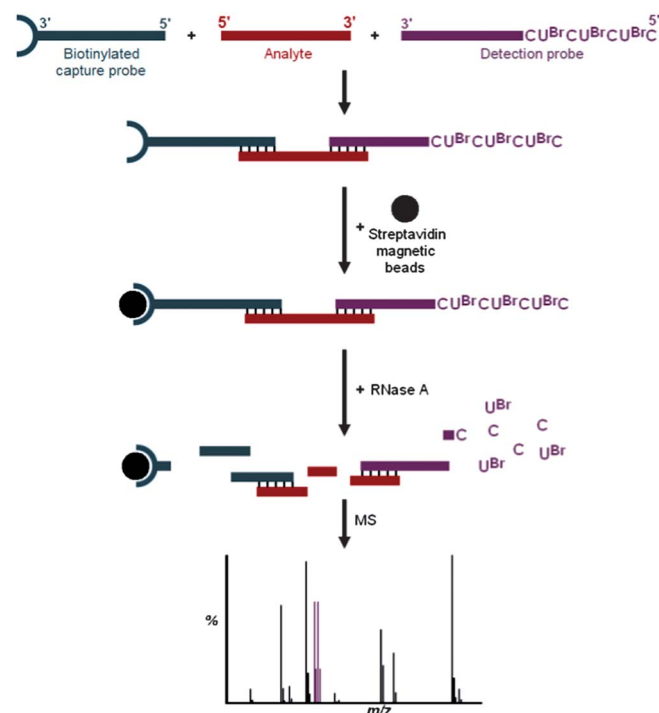 3' 5' + 5' 3' + 3' 5'
CUBrCUBrCUBrC
Biotinylated
capture probe
Analyte
Detection probe
CUBrCUBrCUBrC
+
Streptavidin
magnetic
beads
CUBrCUBrCUBrC
+ RNase A
UBr
C
C
C
C
UBr
UBr
MS
%
m/z